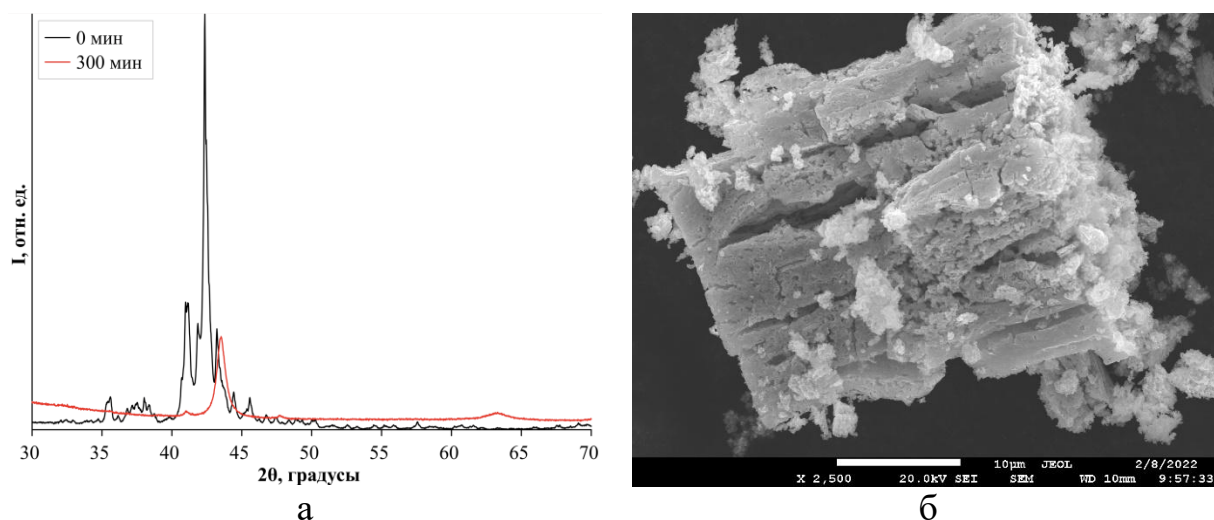 0 мин
300 мин
I, отн. ед.
30 35 40 45 50 55 60 65 70
2θ, градусы
а
10μm JEOL 2/8/2022
X 2,500 20.0kV SEI SEM WD 10mm 9:57:33
б